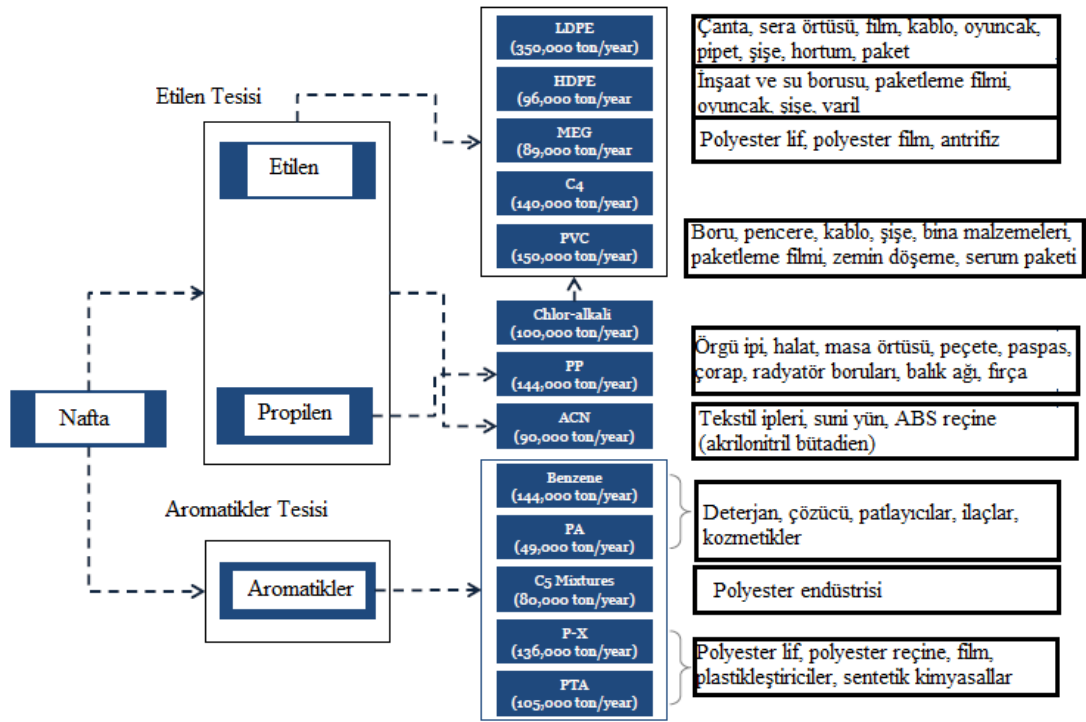 Etilen Tesisi
Etilen
Propilen
Nafta
Aromatikler Tesisi
Aromatikler
LDPE
(350,000 ton/year)
HDPE
(96,000 ton/year
MEG
(89,000 ton/year
C4
(140,000 ton/year)
PVC
(150,000 ton/year)
Chlor-alkali
(100,000 ton/year)
PP
(144,000 ton/year)
ACN
(90,000 ton/year)
Benzene
(144,000 ton/year)
PA
(49,000 ton/year)
C5 Mixtures
(80,000 ton/year)
P-X
(136,000 ton/year)
PTA
(105,000 ton/year)
Çanta, sera örtüsü, film, kablo, oyuncak,
pipet, şişe, hortum, paket
İnşaat ve su borusu, paketleme filmi,
oyuncak, şişe, varil
Polyester lif, polyester film, antrifiz
Boru, pencere, kablo, şişe, bina malzemeleri,
paketleme filmi, zemin döşeme, serum paketi
Örgü ipi, halat, masa örtüsü, peçete, paspas,
çorap, radyatör boruları, balık ağı, fırça
Tekstil ipleri, suni yün, ABS reçine
(akrilonitril bütadien)
Deterjan, çözücü, patlayıcılar, ilaçlar,
kozmetikler
Polyester endüstrisi
Polyester lif, polyester reçine, film,
plastikleştiriciler, sentetik kimyasallar